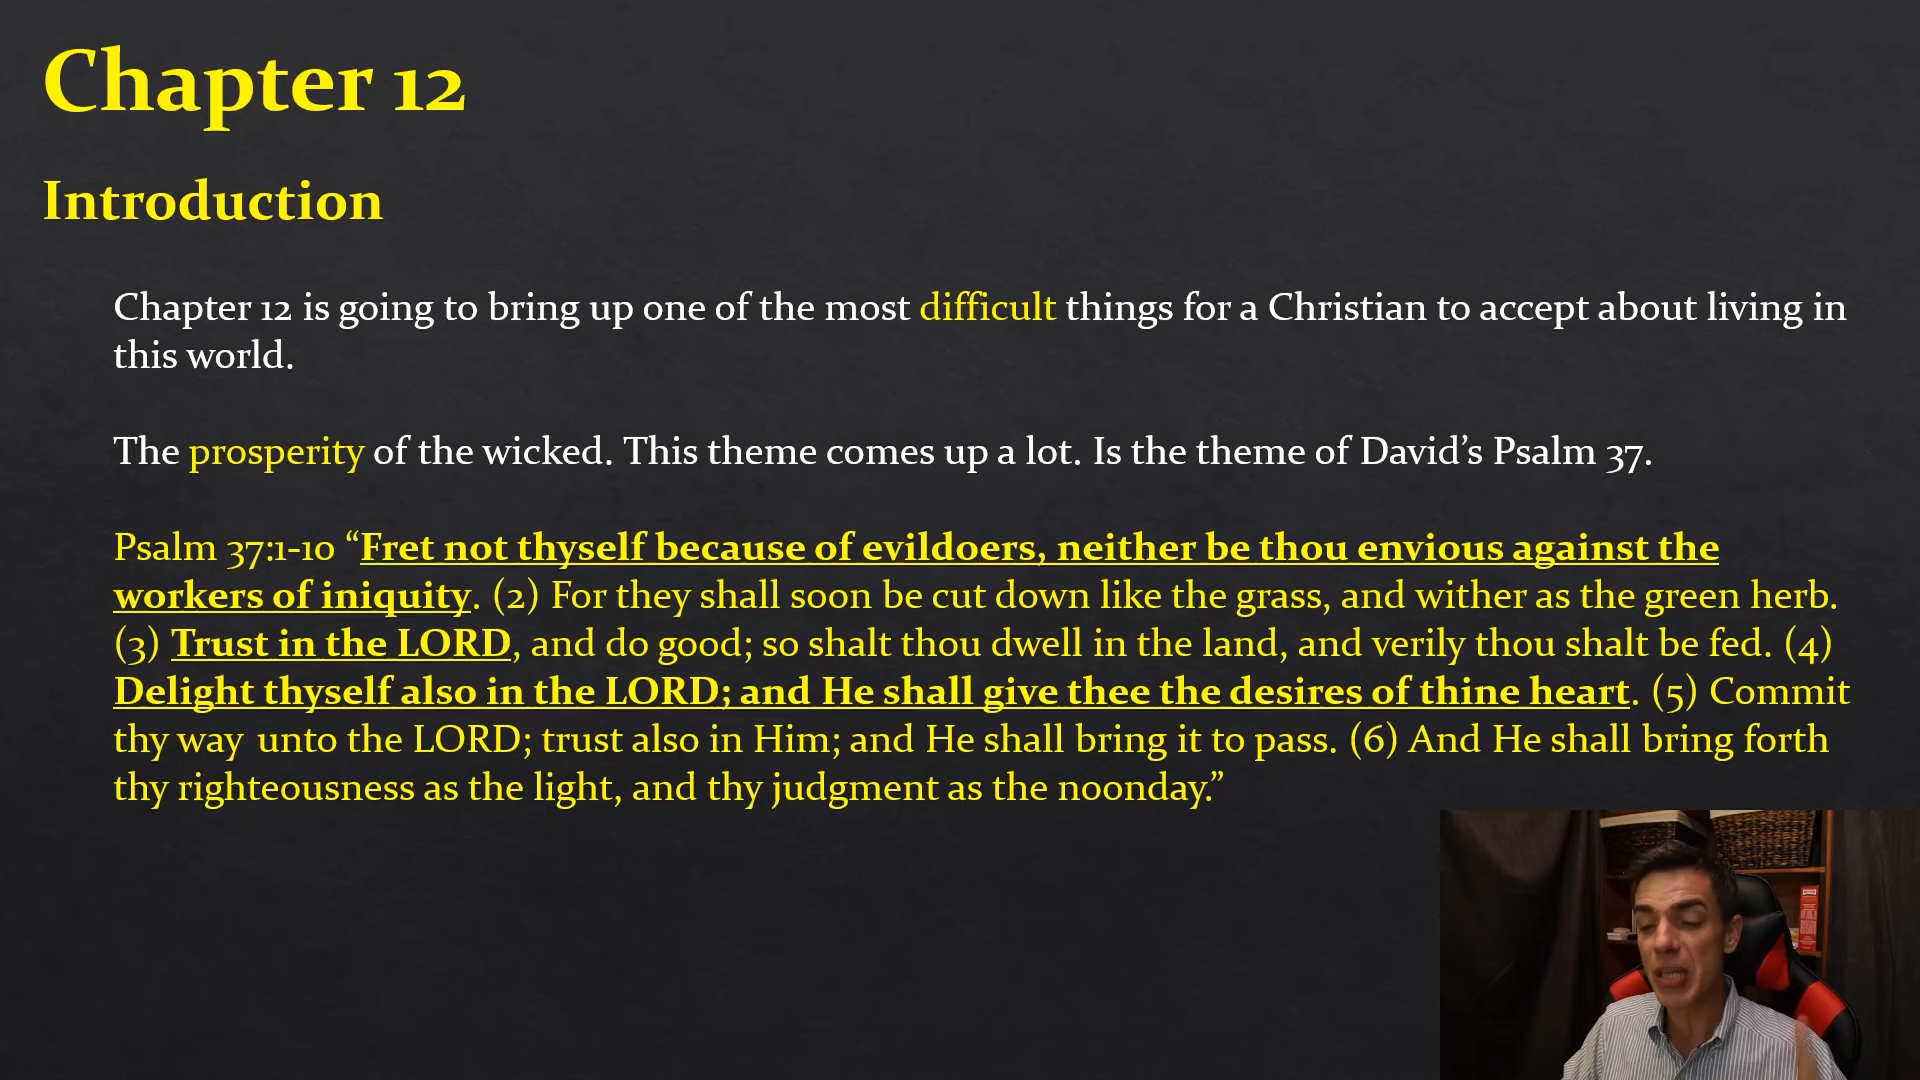 Chapter 12
Introduction
Chapter 12 is going to bring up one of the most difficult things for a Christian to accept about living in
this world.
The prosperity of the wicked. This theme comes up a lot. Is the theme of David’s Psalm 37.
Psalm 37:1-10 “Fret not thyself because of evildoers, neither be thou envious against the
workers of iniquity. (2) For they shall soon be cut down like the grass, and wither as the green herb.
(3) Trust in the LORD, and do good; so shalt thou dwell in the land, and verily thou shalt be fed. (4)
Delight thyself also in the LORD; and He shall give thee the desires of thine heart. (5) Commit
thy way unto the LORD; trust also in Him; and He shall bring it to pass. (6) And He shall bring forth
thy righteousness as the light, and thy judgment as the noonday.”